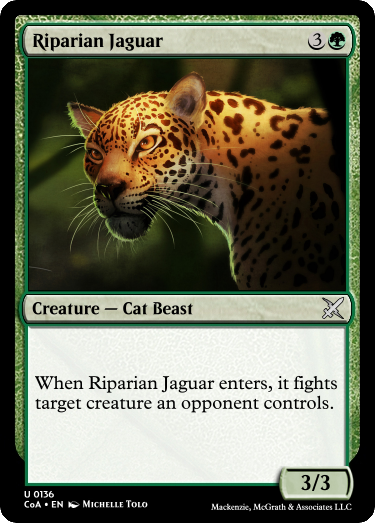 Riparian Jaguar 3
Creature — Cat Beast
When Riparian Jaguar enters, it fights
target creature an opponent controls.
3/3
U 0136
CoA • EN Michelle Tolo
Mackenzie, McGrath & Associates LLC